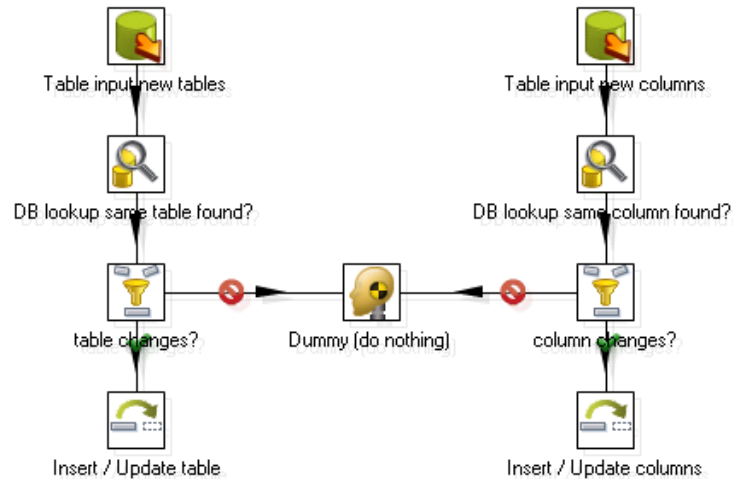 Table input new tables
Table input new columns
DB lookup same table found?
DB lookup same column found?
table changes?
Dummy (do nothing)
column changes?
Insert / Update table
Insert / Update columns